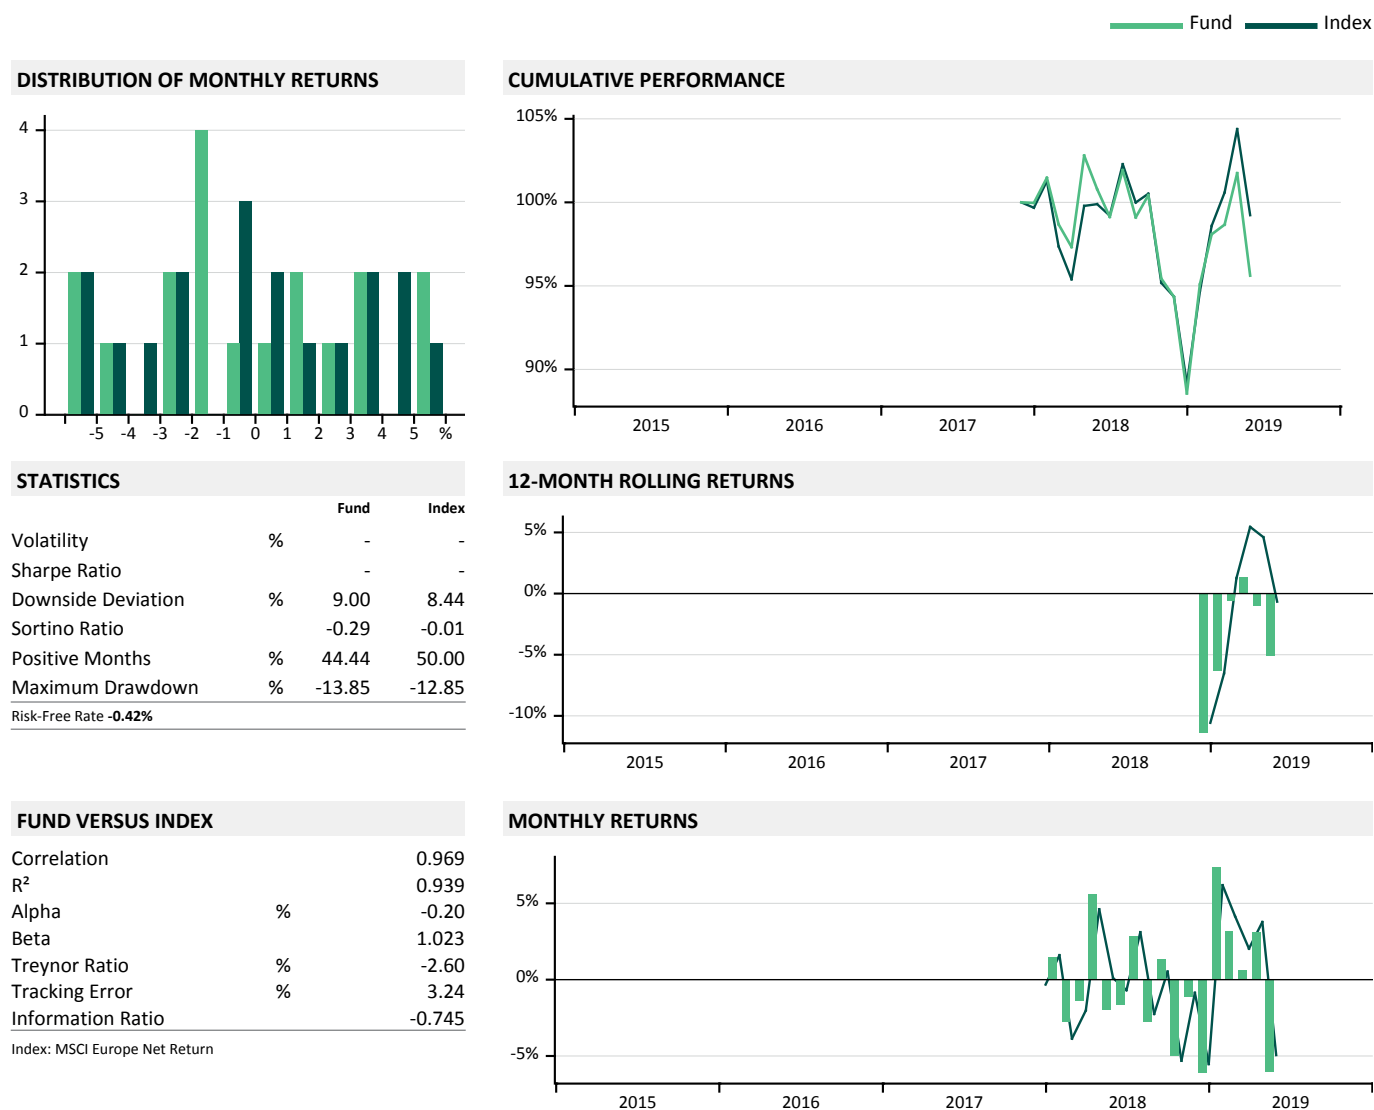 Fund Index
DISTRIBUTION OF MONTHLY RETURNS
4
3
2
1
0
-5 -4 -3 -2 -1 0 1 2 3 4 5 %
CUMULATIVE PERFORMANCE
105%
100%
95%
90%
2015 2016 2017 2018 2019
STATISTICS
Fund Index
Volatility % - -
Sharpe Ratio - -
Downside Deviation % 9.00 8.44
Sortino Ratio -0.29 -0.01
Positive Months % 44.44 50.00
Maximum Drawdown % -13.85 -12.85
Risk-Free Rate -0.42%
12-MONTH ROLLING RETURNS
5%
0%
-5%
-10%
2015 2016 2017 2018 2019
FUND VERSUS INDEX
Correlation 0.969
R² 0.939
Alpha % -0.20
Beta 1.023
Treynor Ratio % -2.60
Tracking Error % 3.24
Information Ratio -0.745
Index: MSCI Europe Net Return
MONTHLY RETURNS
5%
0%
-5%
2015 2016 2017 2018 2019